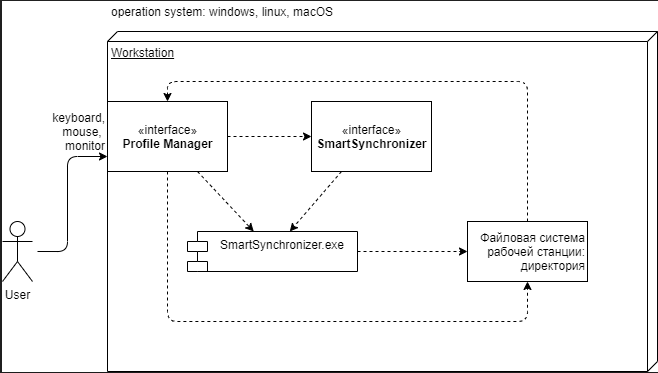 operation system: windows, linux, macOS
Workstation
keyboard,
mouse,
monitor
«interface»
Profile Manager
«interface»
SmartSynchronizer
SmartSynchronizer.exe
Файловая система
рабочей станции:
директория
User